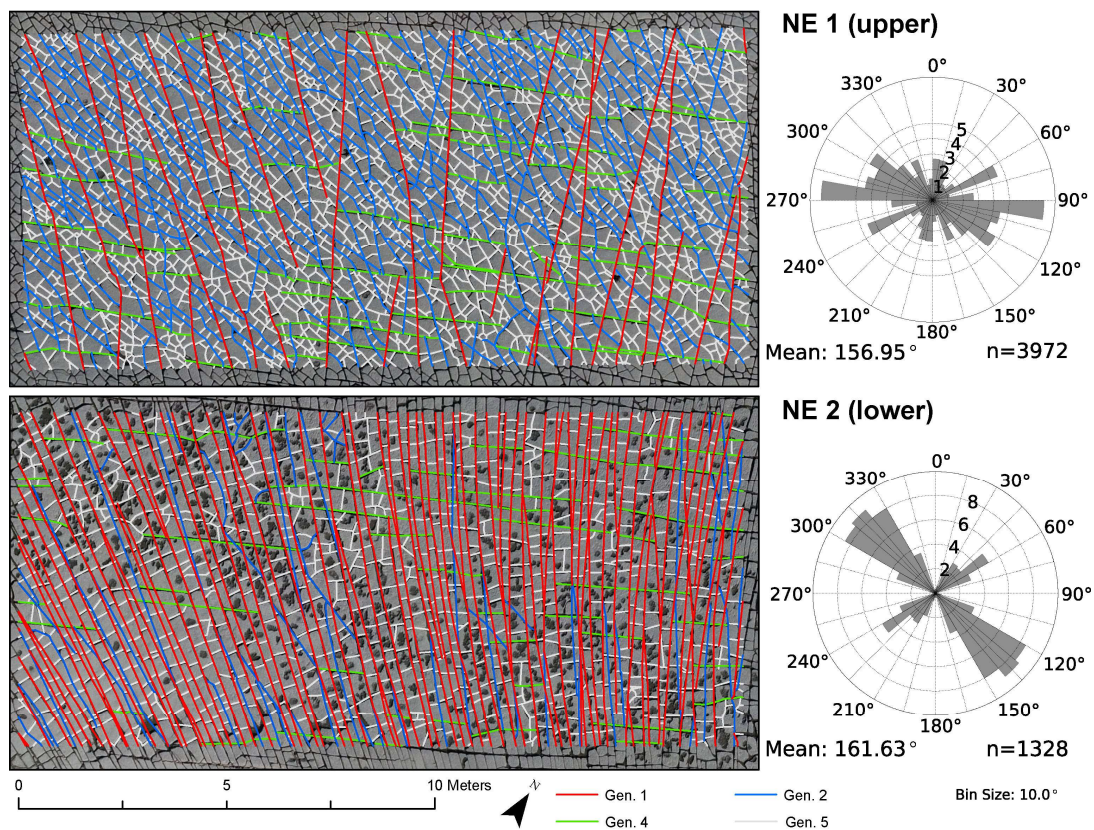 NE 1 (upper)
0°
330°
30°
300°
60°
5
4
3
2
1
270°
90°
240°
120°
210°
150°
180°
Mean: 156.95°
n=3972
NE 2 (lower)
0°
330°
30°
8
300°
60°
6
4
2
270°
90°
240°
120°
210°
150°
180°
Mean: 161.63°
n=1328
0
5
10 Meters
N
Gen. 1
Gen. 2
Bin Size: 10.0°
Gen. 4
Gen. 5